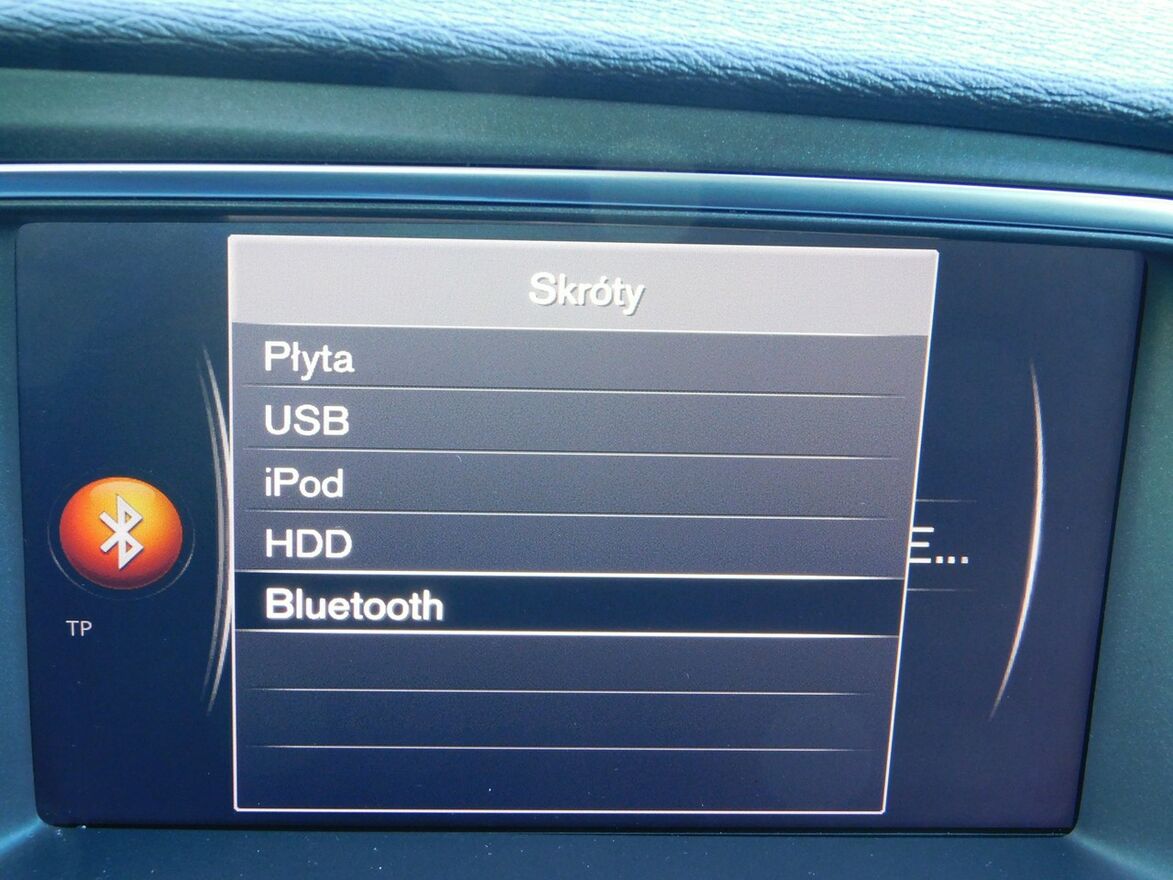 Skróty
Płyta
USB
iPod
HDD
Bluetooth
E...
TP